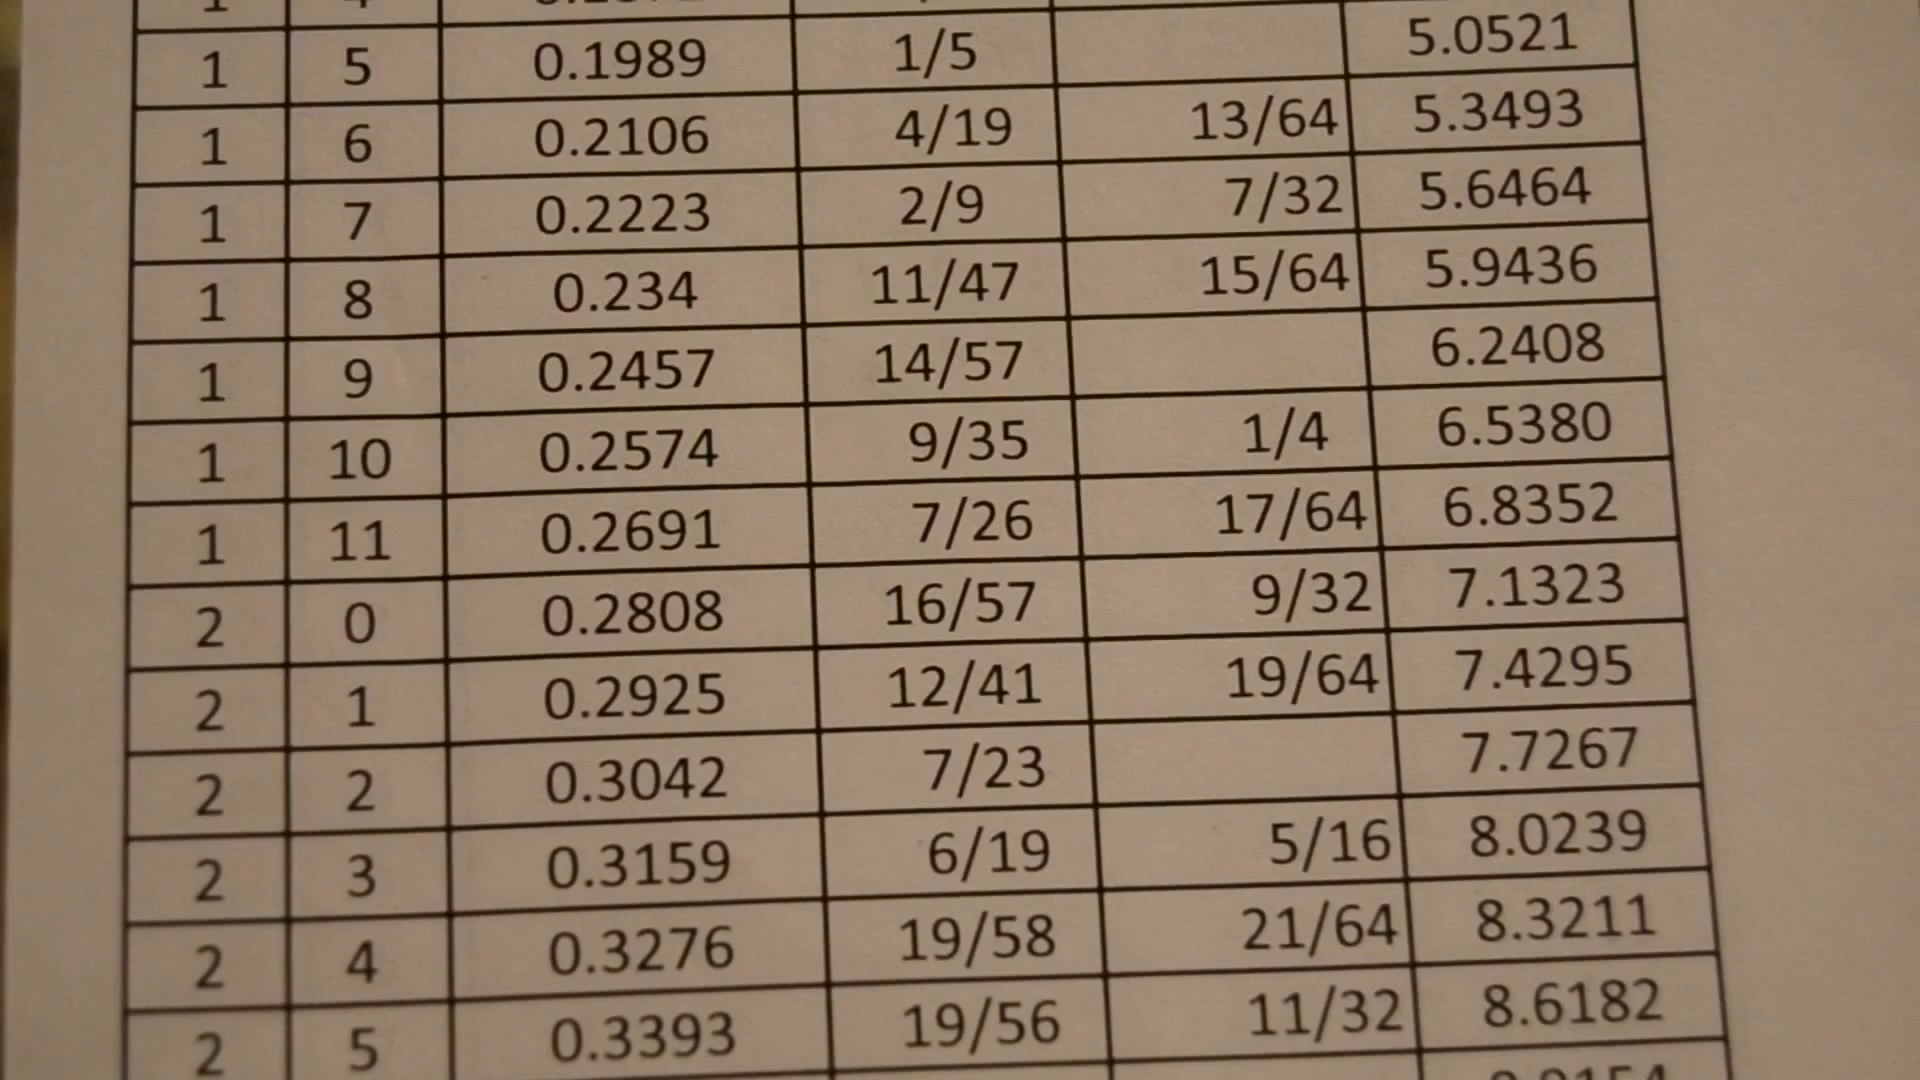 1 5 0.1989 1/5 5.0521
1 6 0.2106 4/19 13/64 5.3493
1 7 0.2223 2/9 7/32 5.6464
1 8 0.234 11/47 15/64 5.9436
1 9 0.2457 14/57 6.2408
1 10 0.2574 9/35 1/4 6.5380
1 11 0.2691 7/26 17/64 6.8352
2 0 0.2808 16/57 9/32 7.1323
2 1 0.2925 12/41 19/64 7.4295
2 2 0.3042 7/23 7.7267
2 3 0.3159 6/19 5/16 8.0239
2 4 0.3276 19/58 21/64 8.3211
2 5 0.3393 19/56 11/32 8.6182